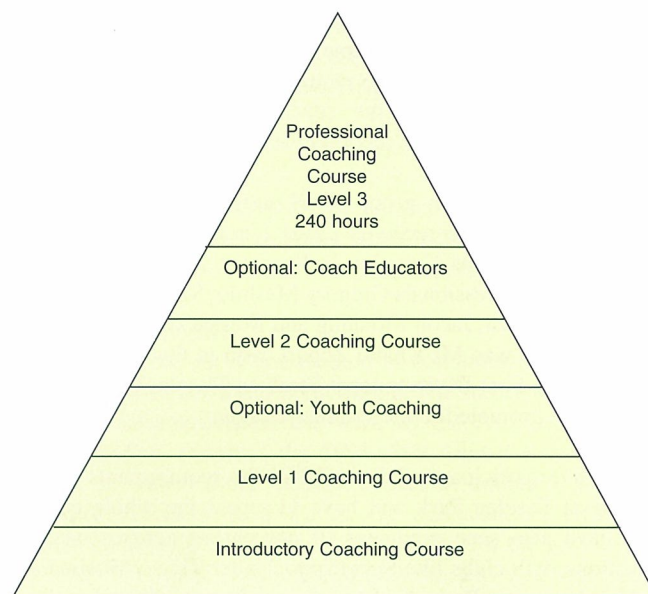 Professional
Coaching
Course
Level 3
240 hours
Optional: Coach Educators
Level 2 Coaching Course
Optional: Youth Coaching
Level 1 Coaching Course
Introductory Coaching Course